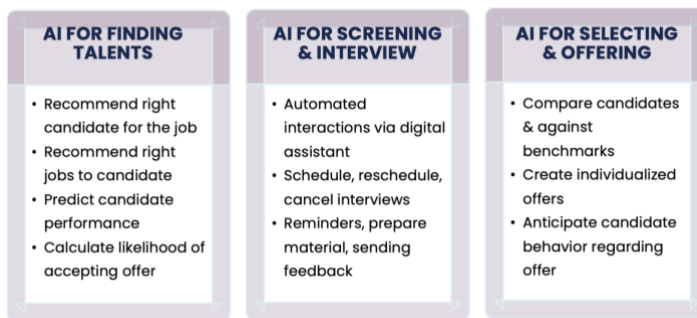 AI FOR FINDING
TALENTS
• Recommend right
candidate for the job
• Recommend right
jobs to candidate
• Predict candidate
performance
• Calculate likelihood of
accepting offer
AI FOR SCREENING
& INTERVIEW
• Automated
interactions via digital
assistant
• Schedule, reschedule,
cancel interviews
• Reminders, prepare
material, sending
feedback
AI FOR SELECTING
& OFFERING
• Compare candidates
& against
benchmarks
• Create individualized
offers
• Anticipate candidate
behavior regarding
offer